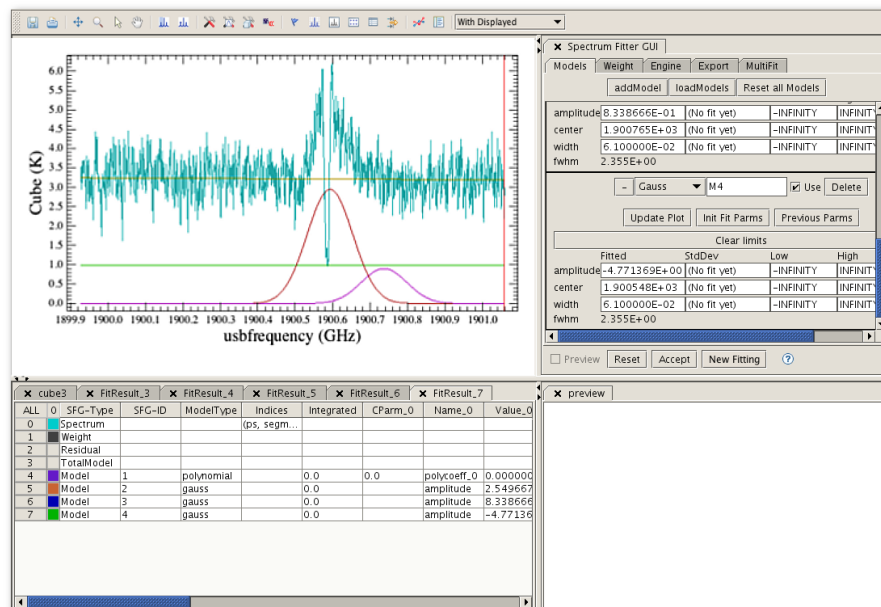 With Displayed
Spectrum Fitter GUI
Models Weight Engine Export MultiFit
addModel loadModels Reset all Models
amplitude 8.338666E-01 (No fit yet) -INFINITY INFINITY
center 1.900765E+03 (No fit yet) -INFINITY INFINITY
width 6.100000E-02 (No fit yet) -INFINITY INFINITY
fwhm 2.355E+00
- Gauss M4 Use Delete
Update Plot Init Fit Parms Previous Parms
Clear limits
Fitted StdDev Low High
amplitude -4.771369E+00 (No fit yet) -INFINITY INFINITY
center 1.900548E+03 (No fit yet) -INFINITY INFINITY
width 6.100000E-02 (No fit yet) -INFINITY INFINITY
fwhm 2.355E+00
Preview Reset Accept New Fitting ?
6.0
5.5
5.0
4.5
4.0
3.5
3.0
2.5
2.0
1.5
1.0
0.5
0.0
Cube (K)
1899.9 1900.0 1900.1 1900.2 1900.3 1900.4 1900.5 1900.6 1900.7 1900.8 1900.9 1901.0
usbfrequency (GHz)
cube3 FitResult_3 FitResult_4 FitResult_5 FitResult_6 FitResult_7
ALL 0 SFG-Type SFG-ID ModelType Indices Integrated CParm_0 Name_0 Value_0
0 Spectrum (ps, segm...
1 Weight
2 Residual
3 TotalModel
4 Model 1 polynomial 0.0 0.0 polycoeff_0 0.000000
5 Model 2 gauss 0.0 amplitude 2.549667
6 Model 3 gauss 0.0 amplitude 8.338666
7 Model 4 gauss 0.0 amplitude -4.77136
preview